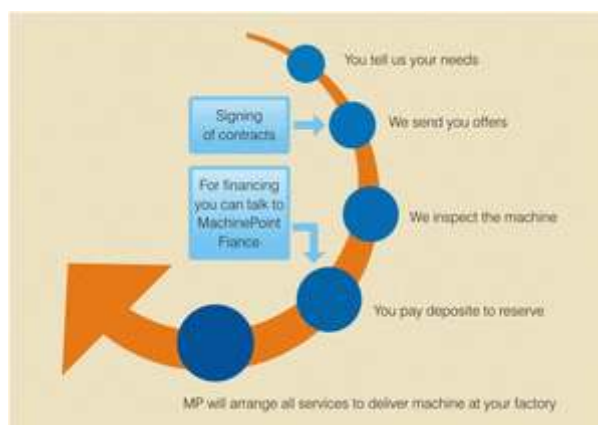 You tell us your needs
Signing
of contracts
We send you offers
For financing
you can talk to
MachinePoint
Fiance
We inspect the machine
You pay deposite to reserve
MP will arrange all services to deliver machine at your factory